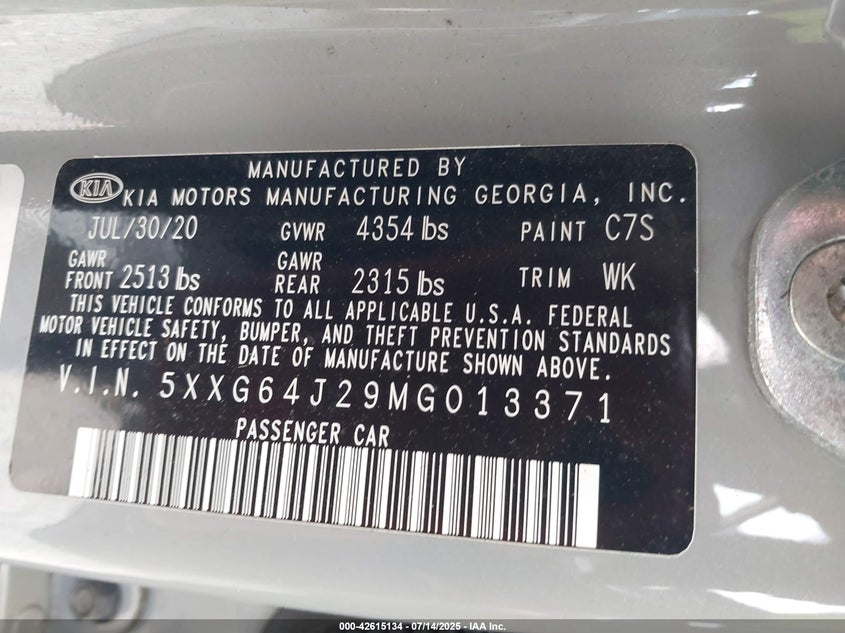 MANUFACTURED BY
KIA KIA MOTORS MANUFACTURING GEORGIA, INC.
JUL/30/20 GVWR 4354 lbs PAINT C7S
GAWR FRONT 2513 lbs GAWR REAR 2315 lbs TRIM WK
THIS VEHICLE CONFORMS TO ALL APPLICABLE U.S.A. FEDERAL
MOTOR VEHICLE SAFETY, BUMPER, AND THEFT PREVENTION STANDARDS
IN EFFECT ON THE DATE OF MANUFACTURE SHOWN ABOVE.
V.I.N. 5XXG64J29MG013371
PASSENGER CAR
000-42615134 - 07/14/2025 - IAA Inc.